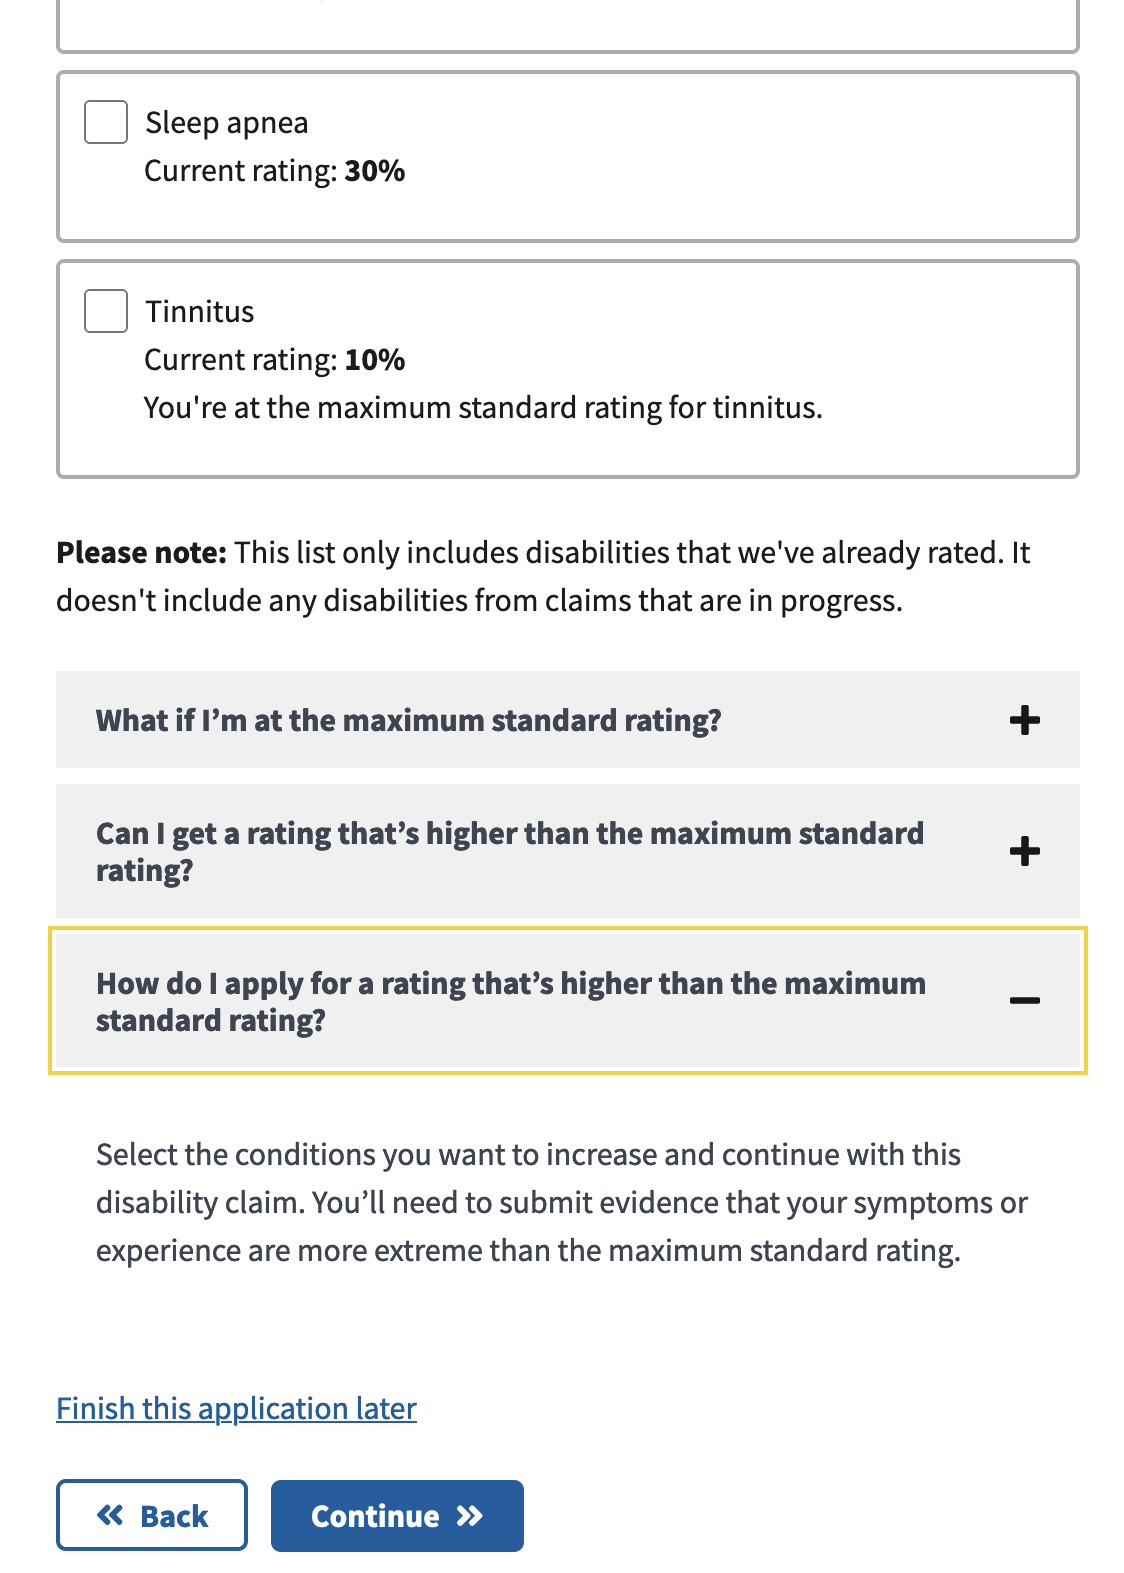 Sleep apnea
Current rating: 30%
Tinnitus
Current rating: 10%
You're at the maximum standard rating for tinnitus.
Please note: This list only includes disabilities that we've already rated. It
doesn't include any disabilities from claims that are in progress.
What if I’m at the maximum standard rating?
Can I get a rating that’s higher than the maximum standard
rating?
How do I apply for a rating that’s higher than the maximum
standard rating?
Select the conditions you want to increase and continue with this
disability claim. You’ll need to submit evidence that your symptoms or
experience are more extreme than the maximum standard rating.
Finish this application later
Back
Continue